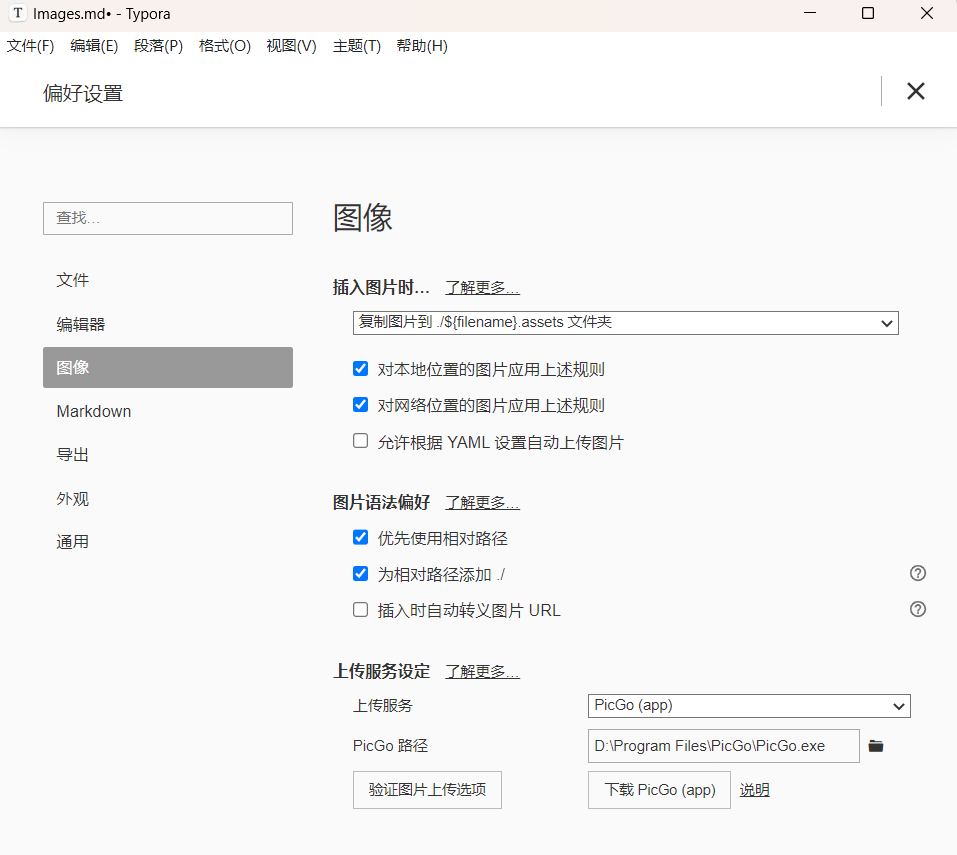 T Images.md• - Typora
文件(F) 编辑(E) 段落(P) 格式(O) 视图(V) 主题(T) 帮助(H)
偏好设置
查找…
文件
编辑器
图像
Markdown
导出
外观
通用
图像
插入图片时… 了解更多…
复制图片到 ./${filename}.assets 文件夹
对本地位置的图片应用上述规则
对网络位置的图片应用上述规则
允许根据 YAML 设置自动上传图片
图片语法偏好 了解更多…
优先使用相对路径
为相对路径添加 ./
插入时自动转义图片 URL
上传服务设定 了解更多…
上传服务 PicGo (app)
PicGo 路径 D:\Program Files\PicGo\PicGo.exe
验证图片上传选项 下载 PicGo (app) 说明